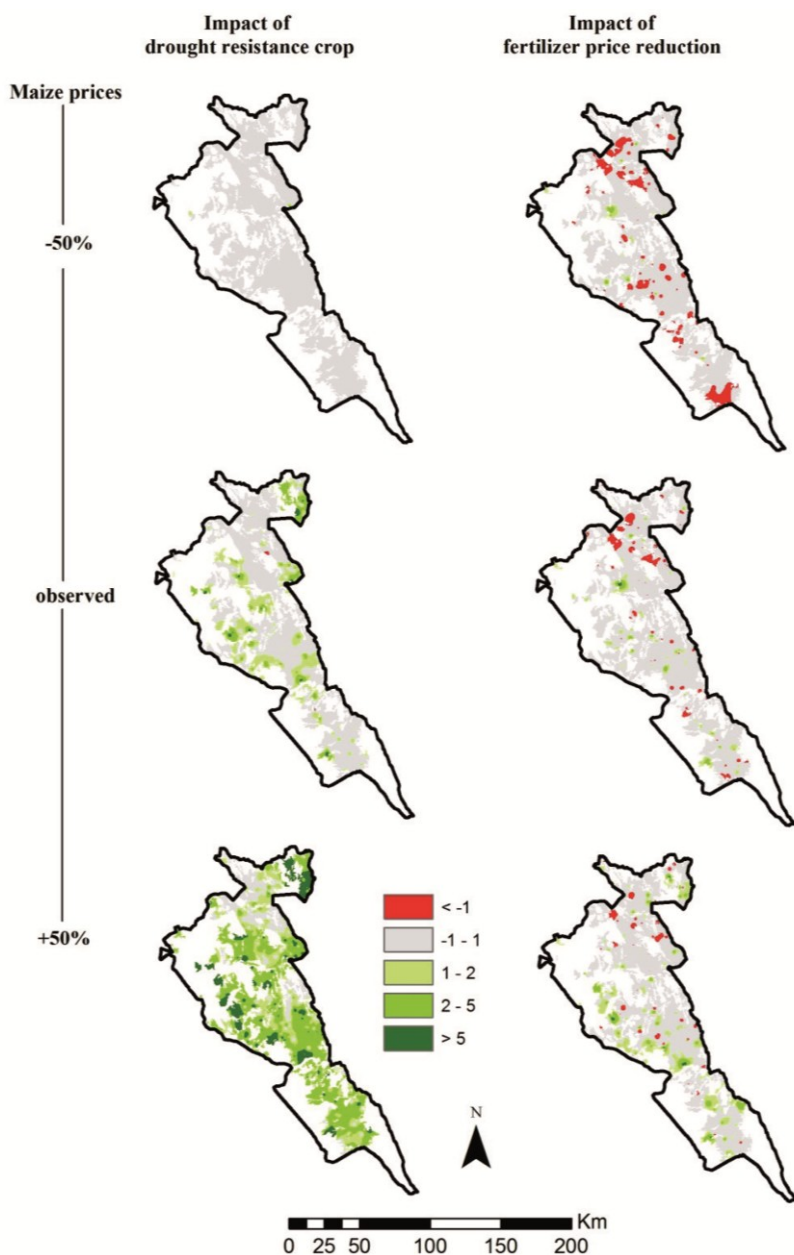 Impact of
drought resistance crop
Impact of
fertilizer price reduction
Maize prices
-50%
observed
+50%
< -1
-1 - 1
1 - 2
2 - 5
> 5
N
Km
0 25 50 100 150 200